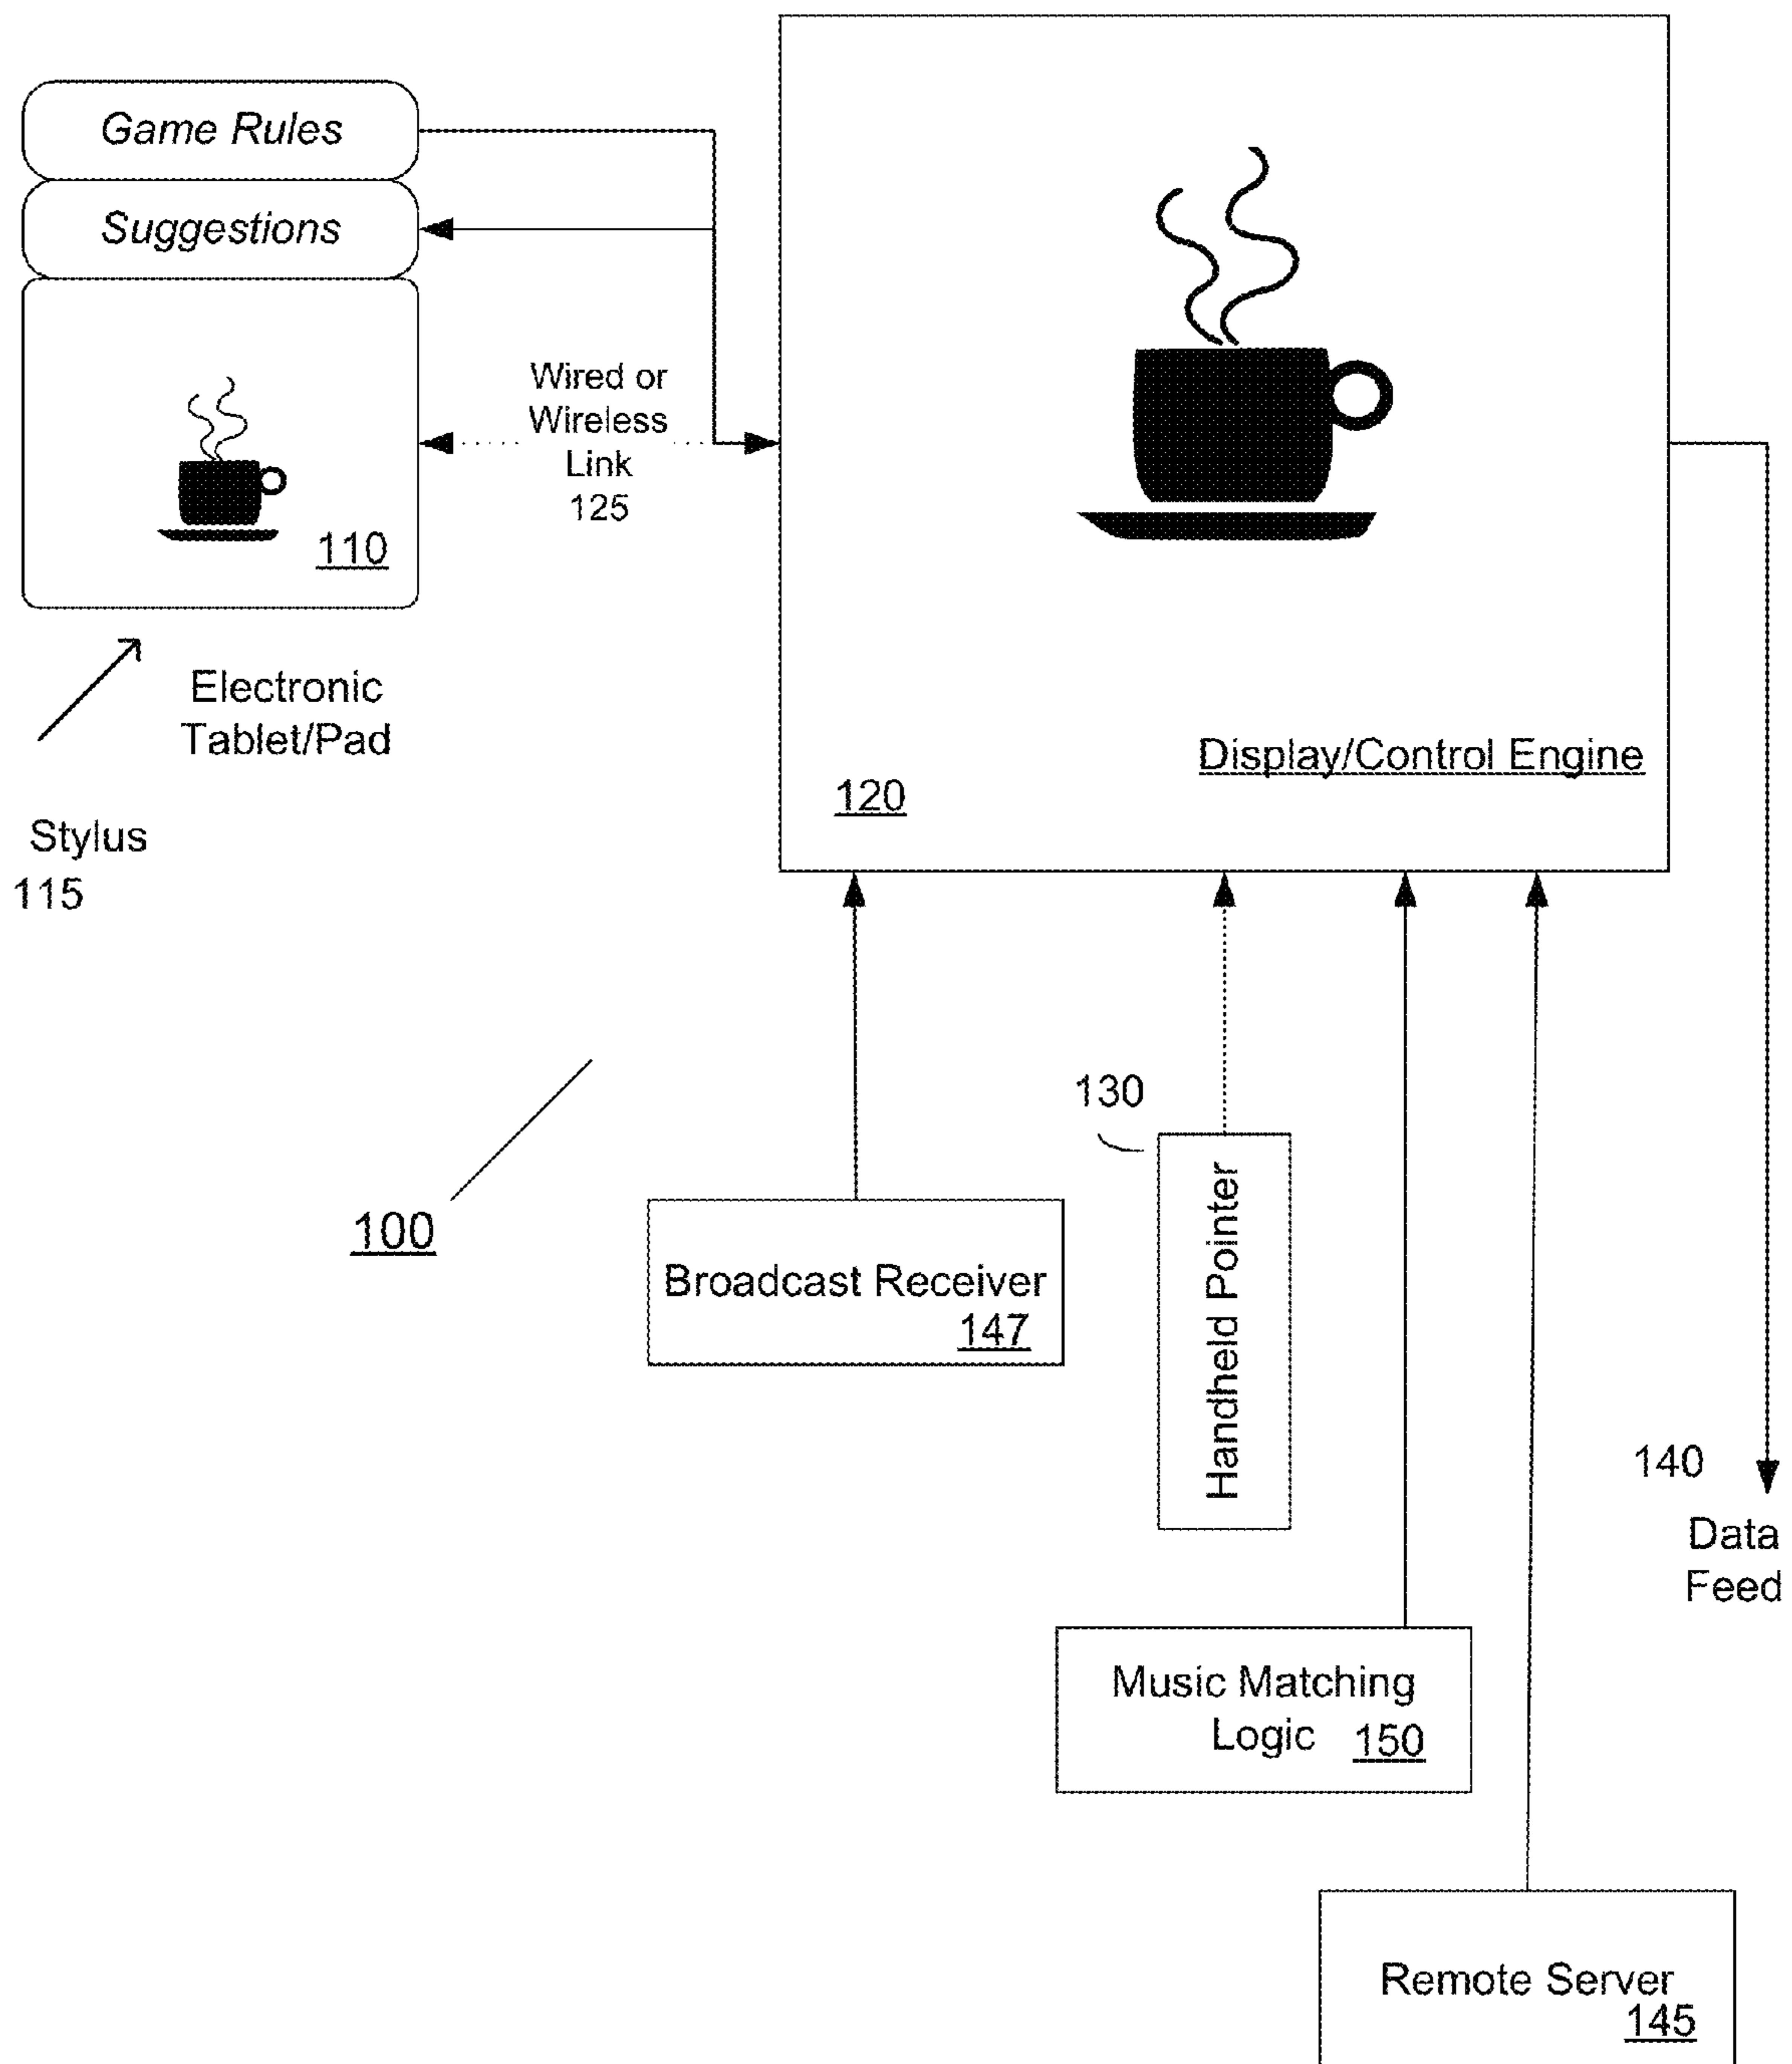 Game Rules
Suggestions
110
Wired or
Wireless
Link
125
Electronic
Tablet/Pad
Stylus
115
Display/Control Engine
120
100
Broadcast Receiver
147
130
Handheld Pointer
140
Data
Feed
Music Matching
Logic 150
Remote Server
145